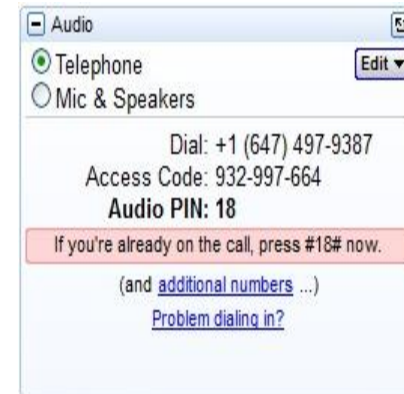 Audio
Telephone
Edit
Mic & Speakers
Dial: +1 (647) 497-9387
Access Code: 932-997-664
Audio PIN: 18
If you're already on the call, press #18# now.
(and additional numbers ...)
Problem dialing in?